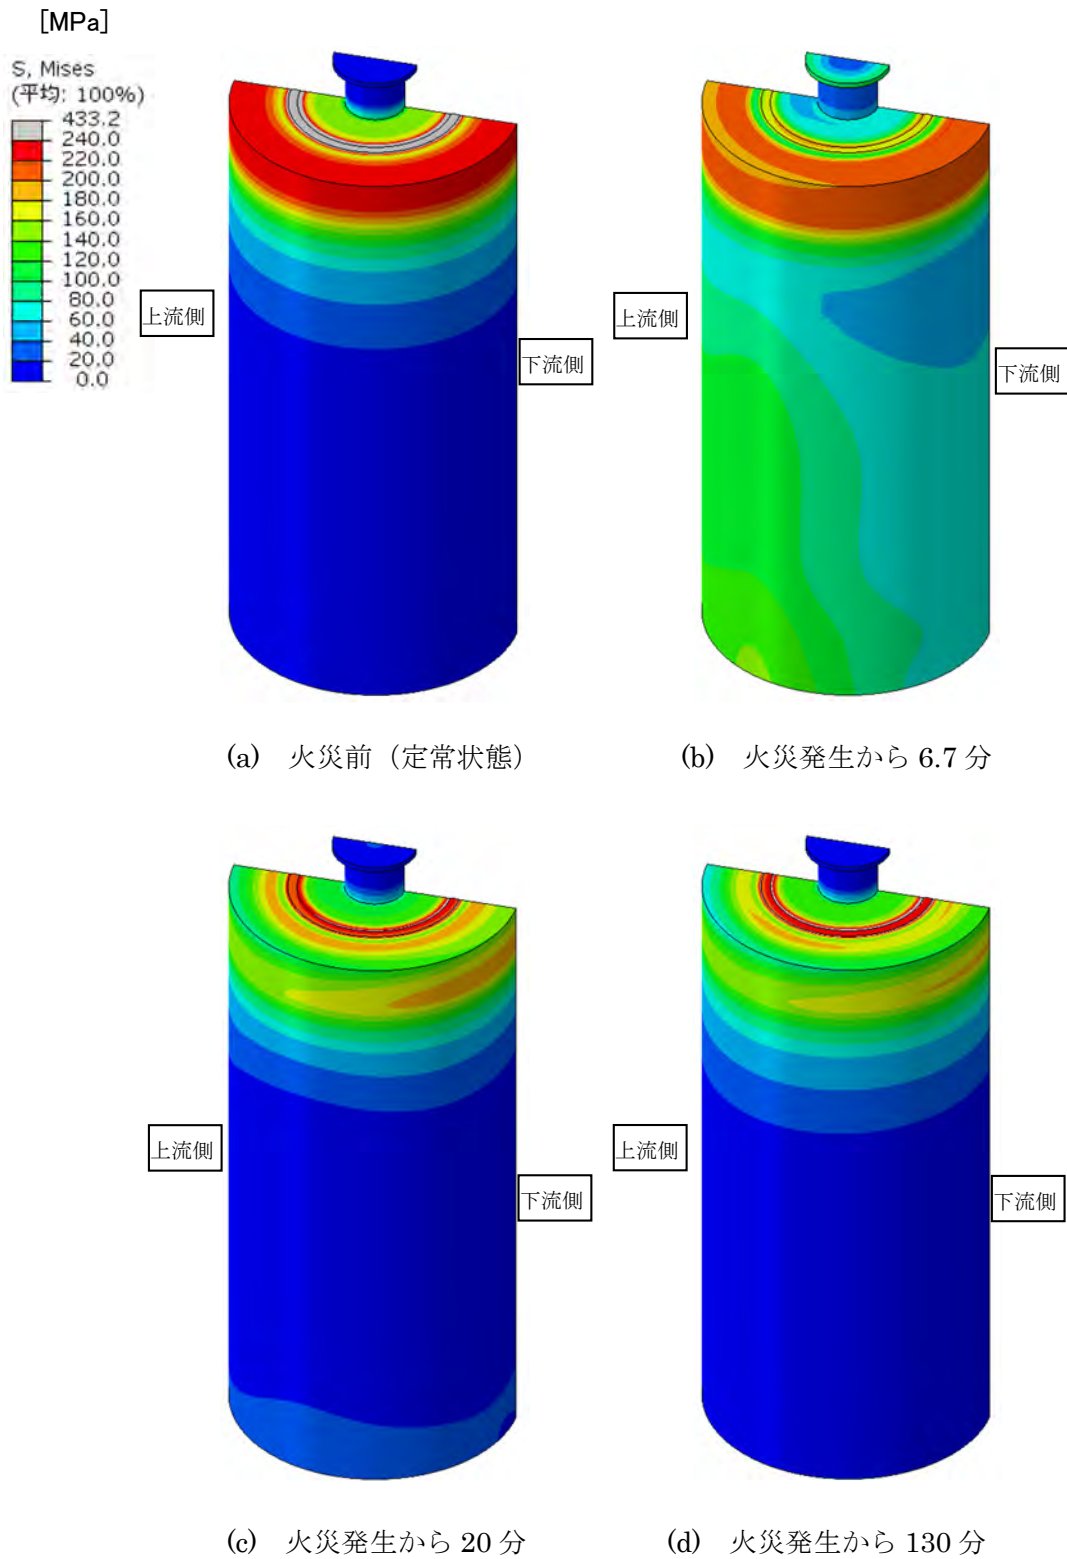 [MPa]
S, Mises
(平均: 100%)
433.2
240.0
220.0
200.0
180.0
160.0
140.0
120.0
100.0
80.0
60.0
40.0
20.0
0.0
上流側
下流側
上流側
下流側
(a) 火災前（定常状態）
(b) 火災発生から 6.7 分
上流側
下流側
上流側
下流側
(c) 火災発生から 20 分
(d) 火災発生から 130 分